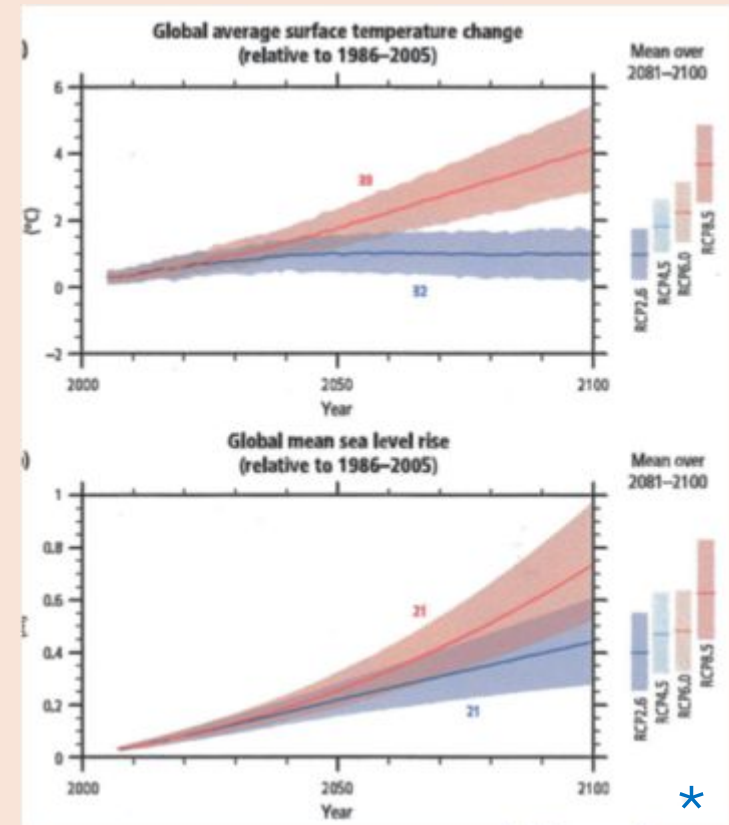 )
Global average surface temperature change
(relative to 1986–2005)
Mean over
2081–2100
6
4
2
0
–2
(°C)
39
32
RCP2.6
RCP4.5
RCP6.0
RCP8.5
2000
2050
2100
Year
)
Global mean sea level rise
(relative to 1986–2005)
Mean over
2081–2100
1
0.8
0.6
0.4
0.2
0
21
21
RCP2.6
RCP4.5
RCP6.0
RCP8.5
2000
2050
2100
Year
*